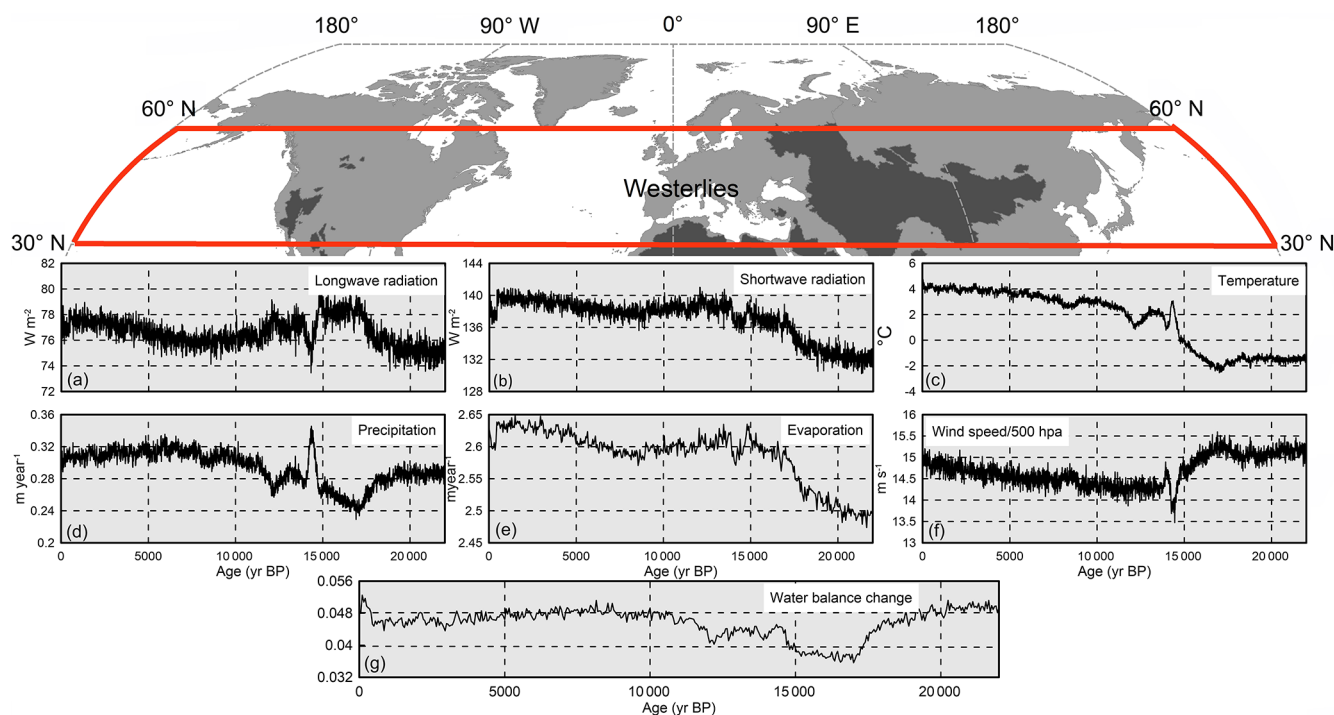 180° 90° W 0° 90° E 180°
60° N 60° N
Westerlies
30° N 30° N
82
80
78
76
74
72
W m⁻²
Longwave radiation
(a)
144
140
136
132
128
W m⁻²
Shortwave radiation
(b)
6
4
2
0
-2
-4
°C
Temperature
(c)
0.36
0.32
0.28
0.24
0.2
m year⁻¹
Precipitation
(d)
0 5000 10 000 15 000 20 000
Age (yr BP)
2.65
2.6
2.55
2.5
2.45
myear⁻¹
Evaporation
(e)
0 5000 10 000 15 000 20 000
Age (yr BP)
16
15.5
15
14.5
14
13.5
13
m s⁻¹
Wind speed/500 hpa
(f)
0 5000 10 000 15 000 20 000
Age (yr BP)
0.056
0.048
0.04
0.032
Water balance change
(g)
0 5000 10 000 15 000 20 000
Age (yr BP)